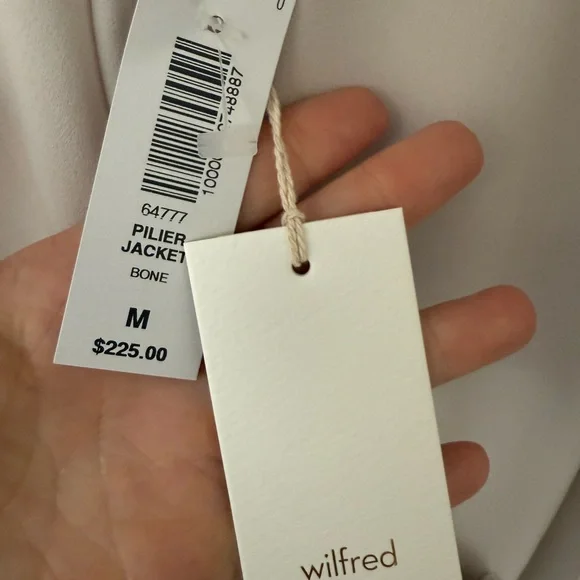 64777
PILIER
JACKET
BONE
M
$225.00
wilfred